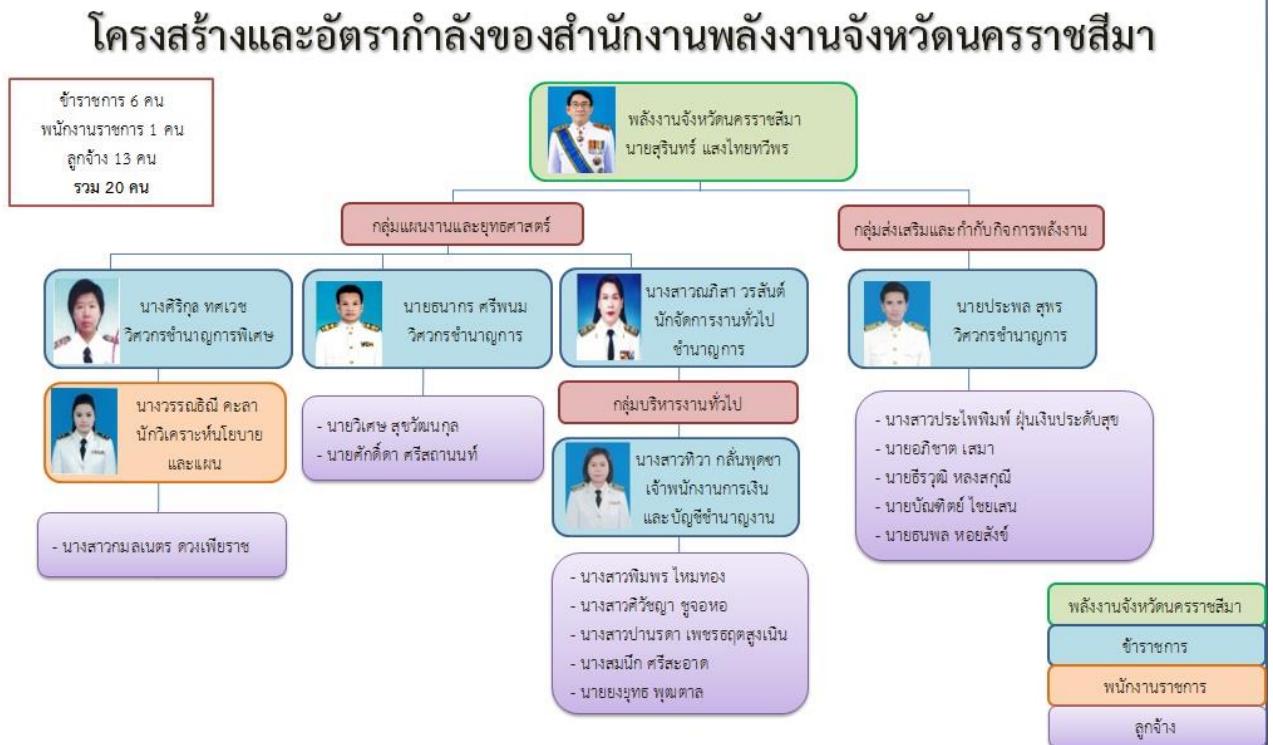 โครงสร้างและอัตรากำลังของสำนักงานพลังงานจังหวัดนครราชสีมา
ข้าราชการ 6 คน
พนักงานราชการ 1 คน
ลูกจ้าง 13 คน
รวม 20 คน
พลังงานจังหวัดนครราชสีมา
นายสุรินทร์ แสงไทยทวีพร
กลุ่มแผนงานและยุทธศาสตร์
กลุ่มส่งเสริมและกำกับกิจการพลังงาน
นางศิริกุล ทศเวช
วิศวกรชำนาญการพิเศษ
นายธนากร ศรีพนม
วิศวกรชำนาญการ
นางสาวณภิสา วรสันต์
นักจัดการงานทั่วไป
ชำนาญการ
นายประพล สุพร
วิศวกรชำนาญการ
นางวรรณธิณี คะลา
นักวิเคราะห์นโยบาย
และแผน
- นางสาวกมลเนตร ดวงเพียราช
- นายวิเศษ สุขวัฒนกุล
- นายศักดิ์ดา ศรีสถานนท์
กลุ่มบริหารงานทั่วไป
นางสาวทิวา กลั่นพุดซา
เจ้าพนักงานการเงิน
และบัญชีชำนาญงาน
- นางสาวพิมพร ไหมทอง
- นางสาวศิวัชญา ชูจอหอ
- นางสาวปานรดา เพชรธฤตสูงเนิน
- นางสมนึก ศรีสะอาด
- นายยงยุทธ พุฒตาล
- นางสาวประไพพิมพ์ ฝุ่นเงินประดับสุข
- นายอภิชาต เสมา
- นายธีรวุฒิ หลงสกุณี
- นายบัณฑิตย์ ไชยเสน
- นายธนพล หอยสังข์
พลังงานจังหวัดนครราชสีมา
ข้าราชการ
พนักงานราชการ
ลูกจ้าง